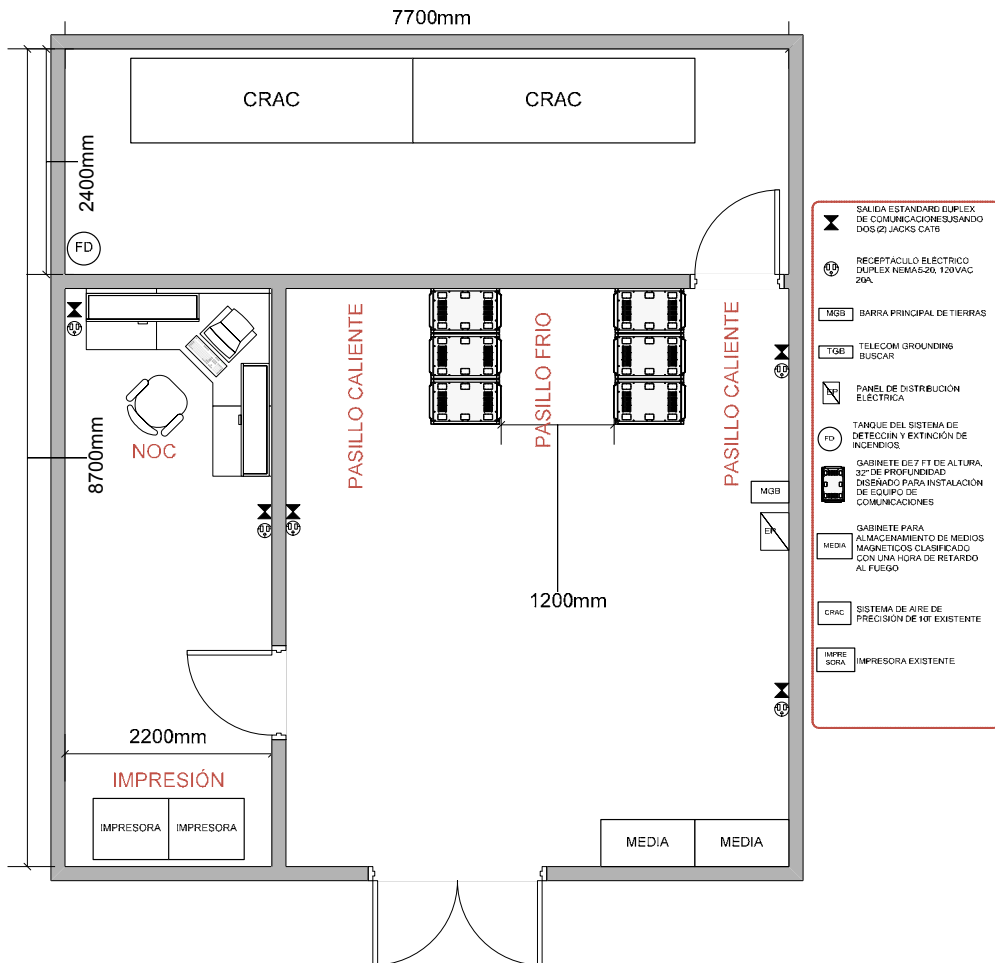 7700mm
CRAC
CRAC
2400mm
FD
PASILLO CALIENTE
PASILLO FRIO
PASILLO CALIENTE
NOC
8700mm
MGB
EP
1200mm
2200mm
IMPRESIÓN
IMPRESORA
IMPRESORA
MEDIA
MEDIA
SALIDA ESTANDARD DUPLEX
DE COMUNICACIONESUSANDO
DOS (2) JACKS CAT6
RECEPTÁCULO ELÉCTRICO
DUPLEX NEMA5-20, 120VAC
20A.
MGB
BARRA PRINCIPAL DE TIERRAS
TGB
TELECOM GROUNDING
BUSCAR
EP
PANEL DE DISTRIBUCIÓN
ELÉCTRICA
FD
TANQUE DEL SISTEMA DE
DETECCIIN Y EXTINCIÓN DE
INCENDIOS.
GABINETE DE 7 FT DE ALTURA,
32" DE PROFUNDIDAD
DISEÑADO PARA INSTALACIÓN
DE EQUIPO DE
COMUNICACIONES
MEDIA
GABINETE PARA
ALMACENAMIENTO DE MEDIOS
MAGNETICOS CLASIFICADO
CON UNA HORA DE RETARDO
AL FUEGO
CRAC
SISTEMA DE AIRE DE
PRECISIÓN DE 10T EXISTENTE
IMPRE
SORA
IMPRESORA EXISTENTE